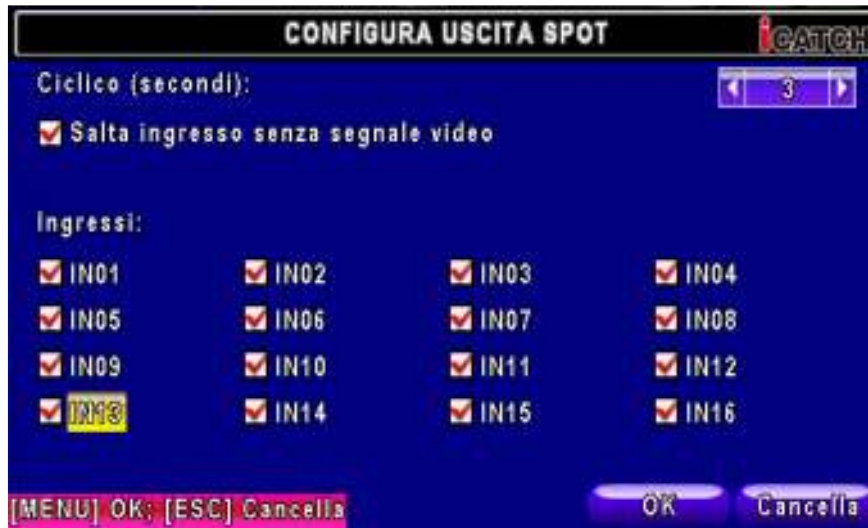 CONFIGURA USCITA SPOT iCATCH
Ciclico (secondi): 3
Salta ingresso senza segnale video
Ingressi:
IN01 IN02 IN03 IN04
IN05 IN06 IN07 IN08
IN09 IN10 IN11 IN12
IN13 IN14 IN15 IN16
[MENU] OK; [ESC] Cancella OK Cancella